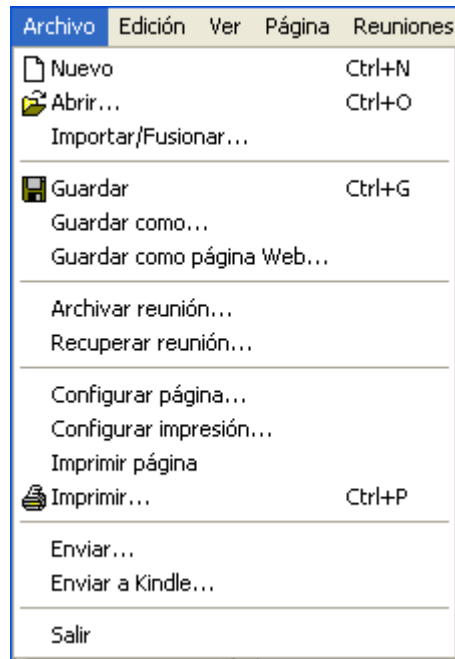 Archivo Edición Ver Página Reuniones
Nuevo Ctrl+N
Abrir... Ctrl+O
Importar/Fusionar...
Guardar Ctrl+G
Guardar como...
Guardar como página Web...
Archivar reunión...
Recuperar reunión...
Configurar página...
Configurar impresión...
Imprimir página
Imprimir... Ctrl+P
Enviar...
Enviar a Kindle...
Salir